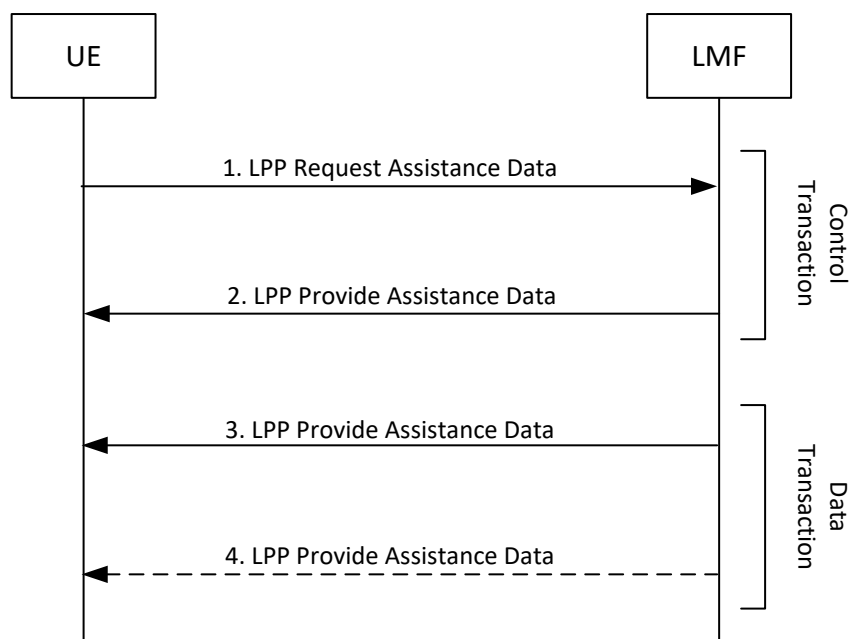 UE
LMF
1. LPP Request Assistance Data
Control
Transaction
2. LPP Provide Assistance Data
3. LPP Provide Assistance Data
Data
Transaction
4. LPP Provide Assistance Data